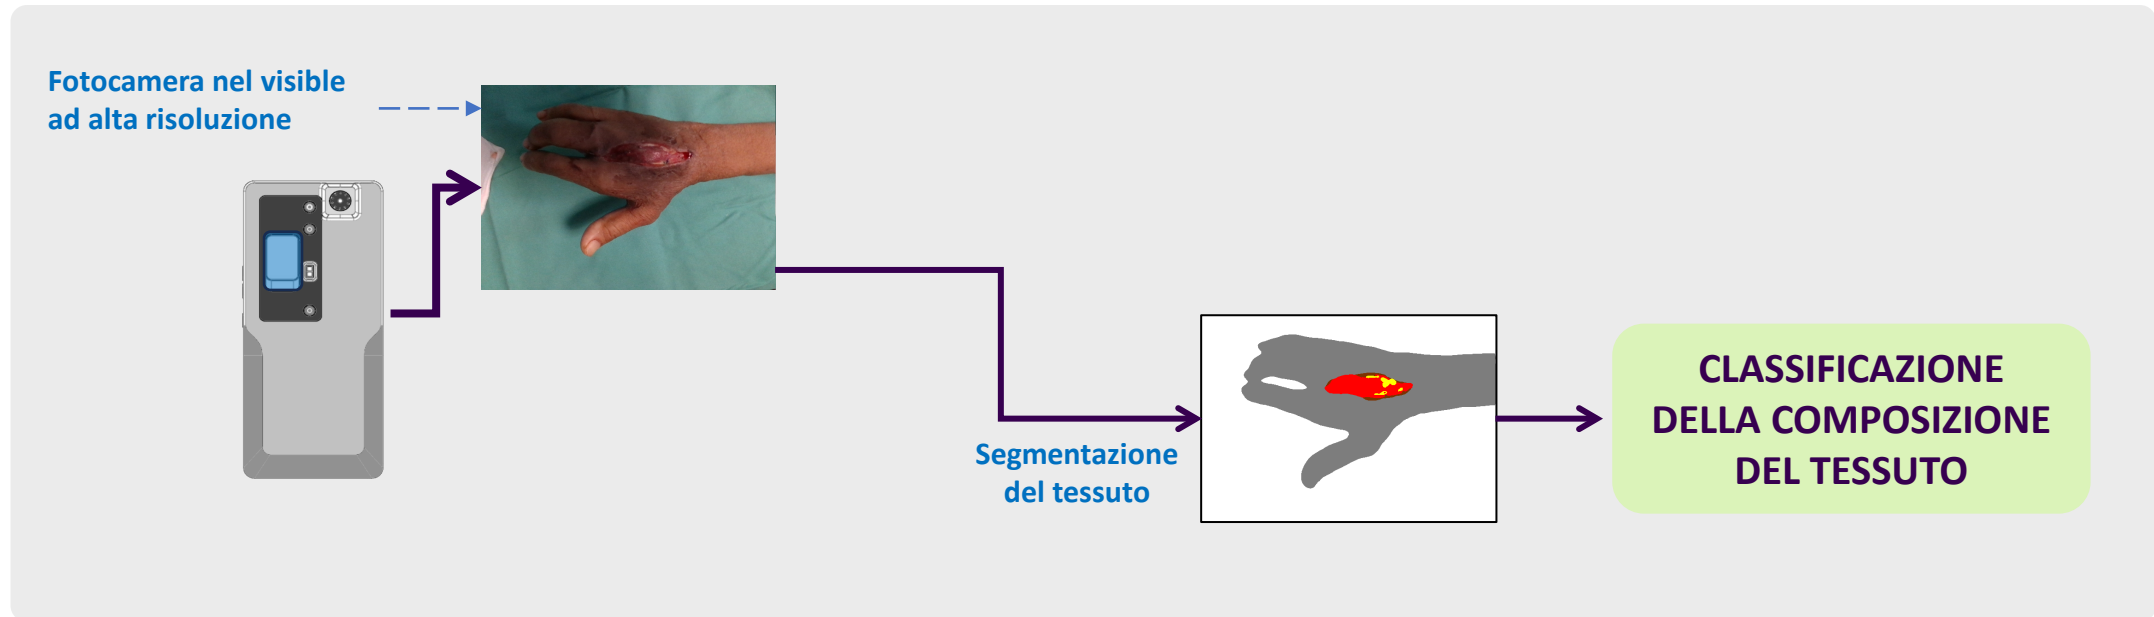 Fotocamera nel visible
ad alta risoluzione
Segmentazione
del tessuto
CLASSIFICAZIONE
DELLA COMPOSIZIONE
DEL TESSUTO